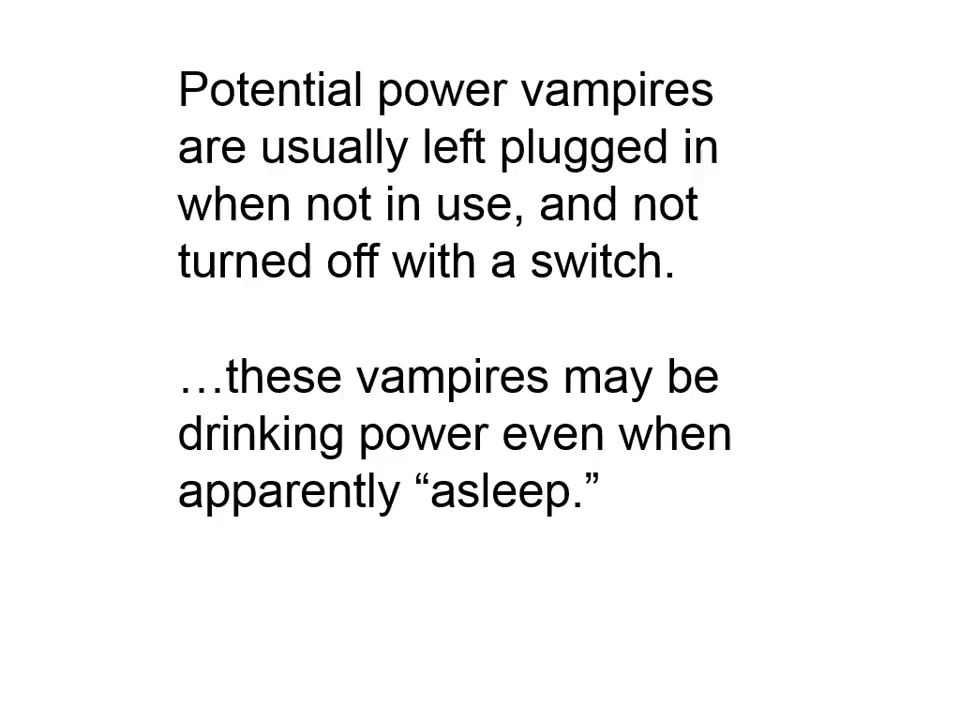 Potential power vampires
are usually left plugged in
when not in use, and not
turned off with a switch.
…these vampires may be
drinking power even when
apparently “asleep.”